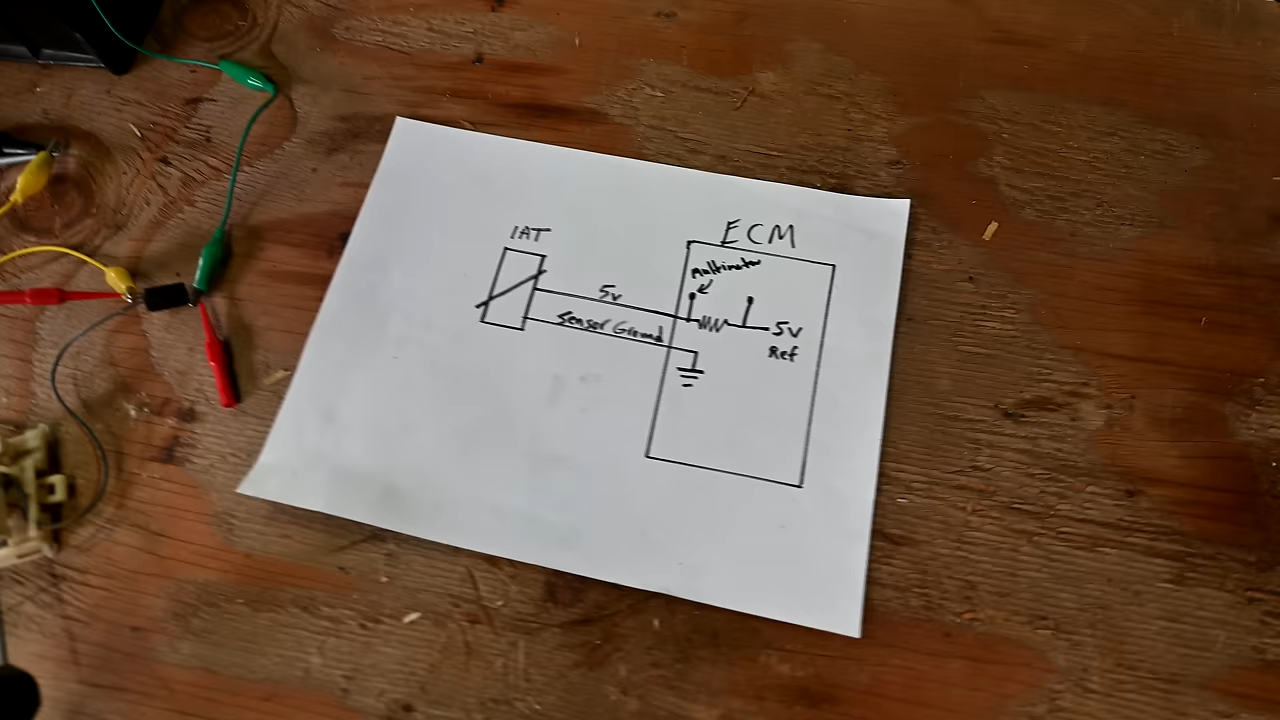 IAT
ECM
Multimeter
5v
Sensor Ground
5v
Ref